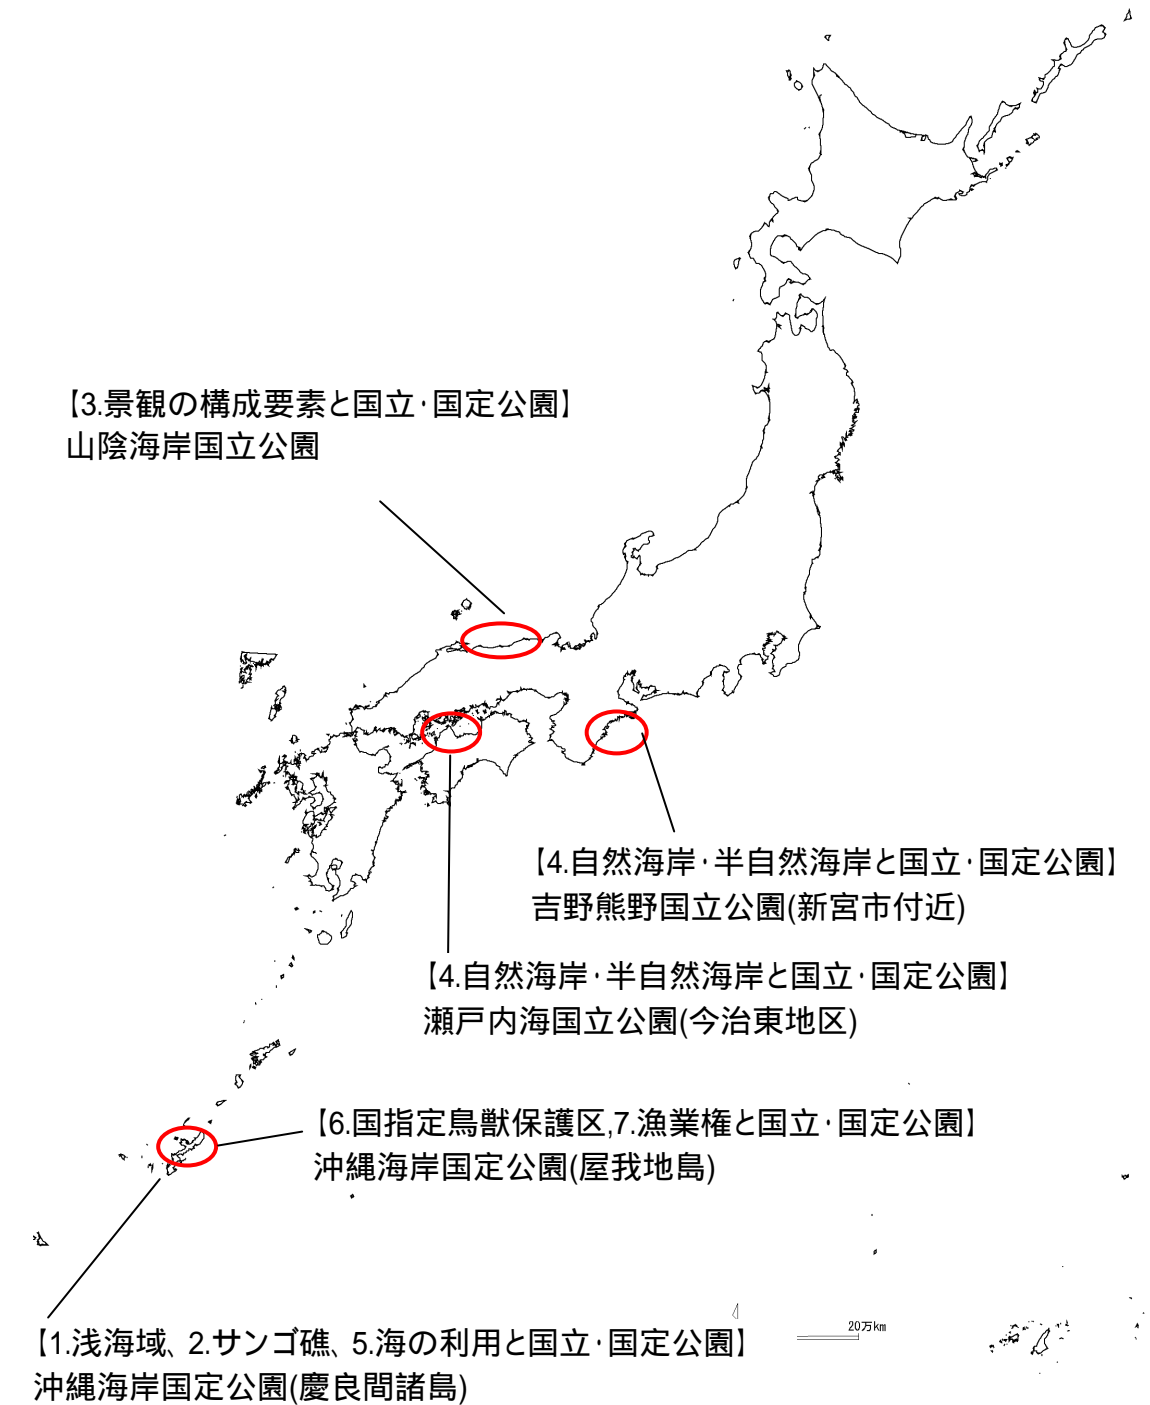 【3.景観の構成要素と国立・国定公園】
山陰海岸国立公園
【4.自然海岸・半自然海岸と国立・国定公園】
吉野熊野国立公園(新宮市付近)
【4.自然海岸・半自然海岸と国立・国定公園】
瀬戸内海国立公園(今治東地区)
【6.国指定鳥獣保護区,7.漁業権と国立・国定公園】
沖縄海岸国定公園(屋我地島)
20万km
【1.浅海域、2.サンゴ礁、5.海の利用と国立・国定公園】
沖縄海岸国定公園(慶良間諸島)